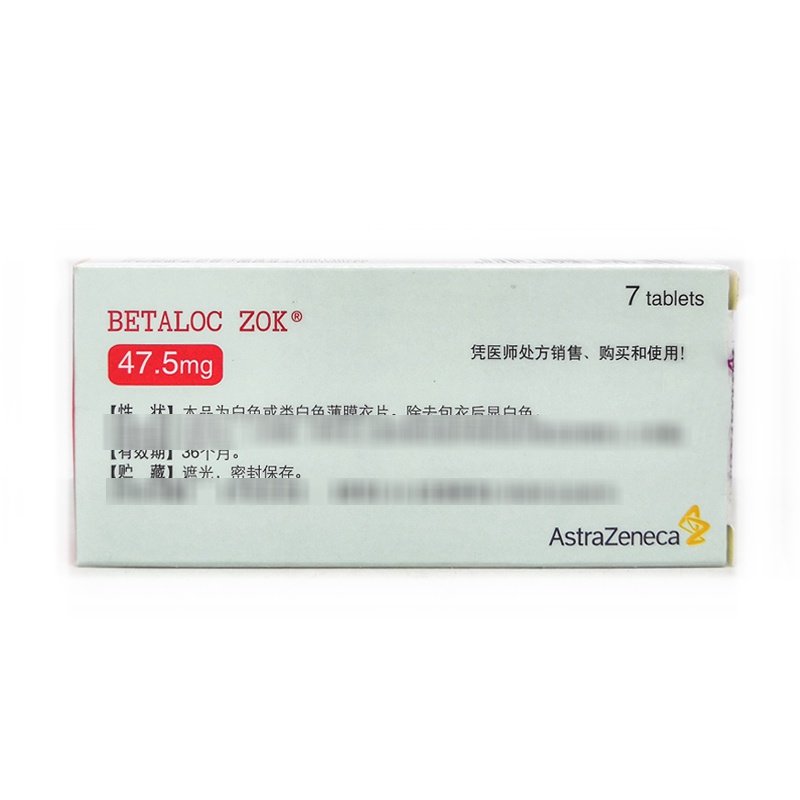 7 tablets
BETALOC ZOK®
47.5mg
凭医师处方销售、购买和使用!
【性 状】本品为白色或类白色薄膜衣片,除去包衣后显白色。
【有效期】36个月。
【贮 藏】遮光,密封保存。
AstraZeneca